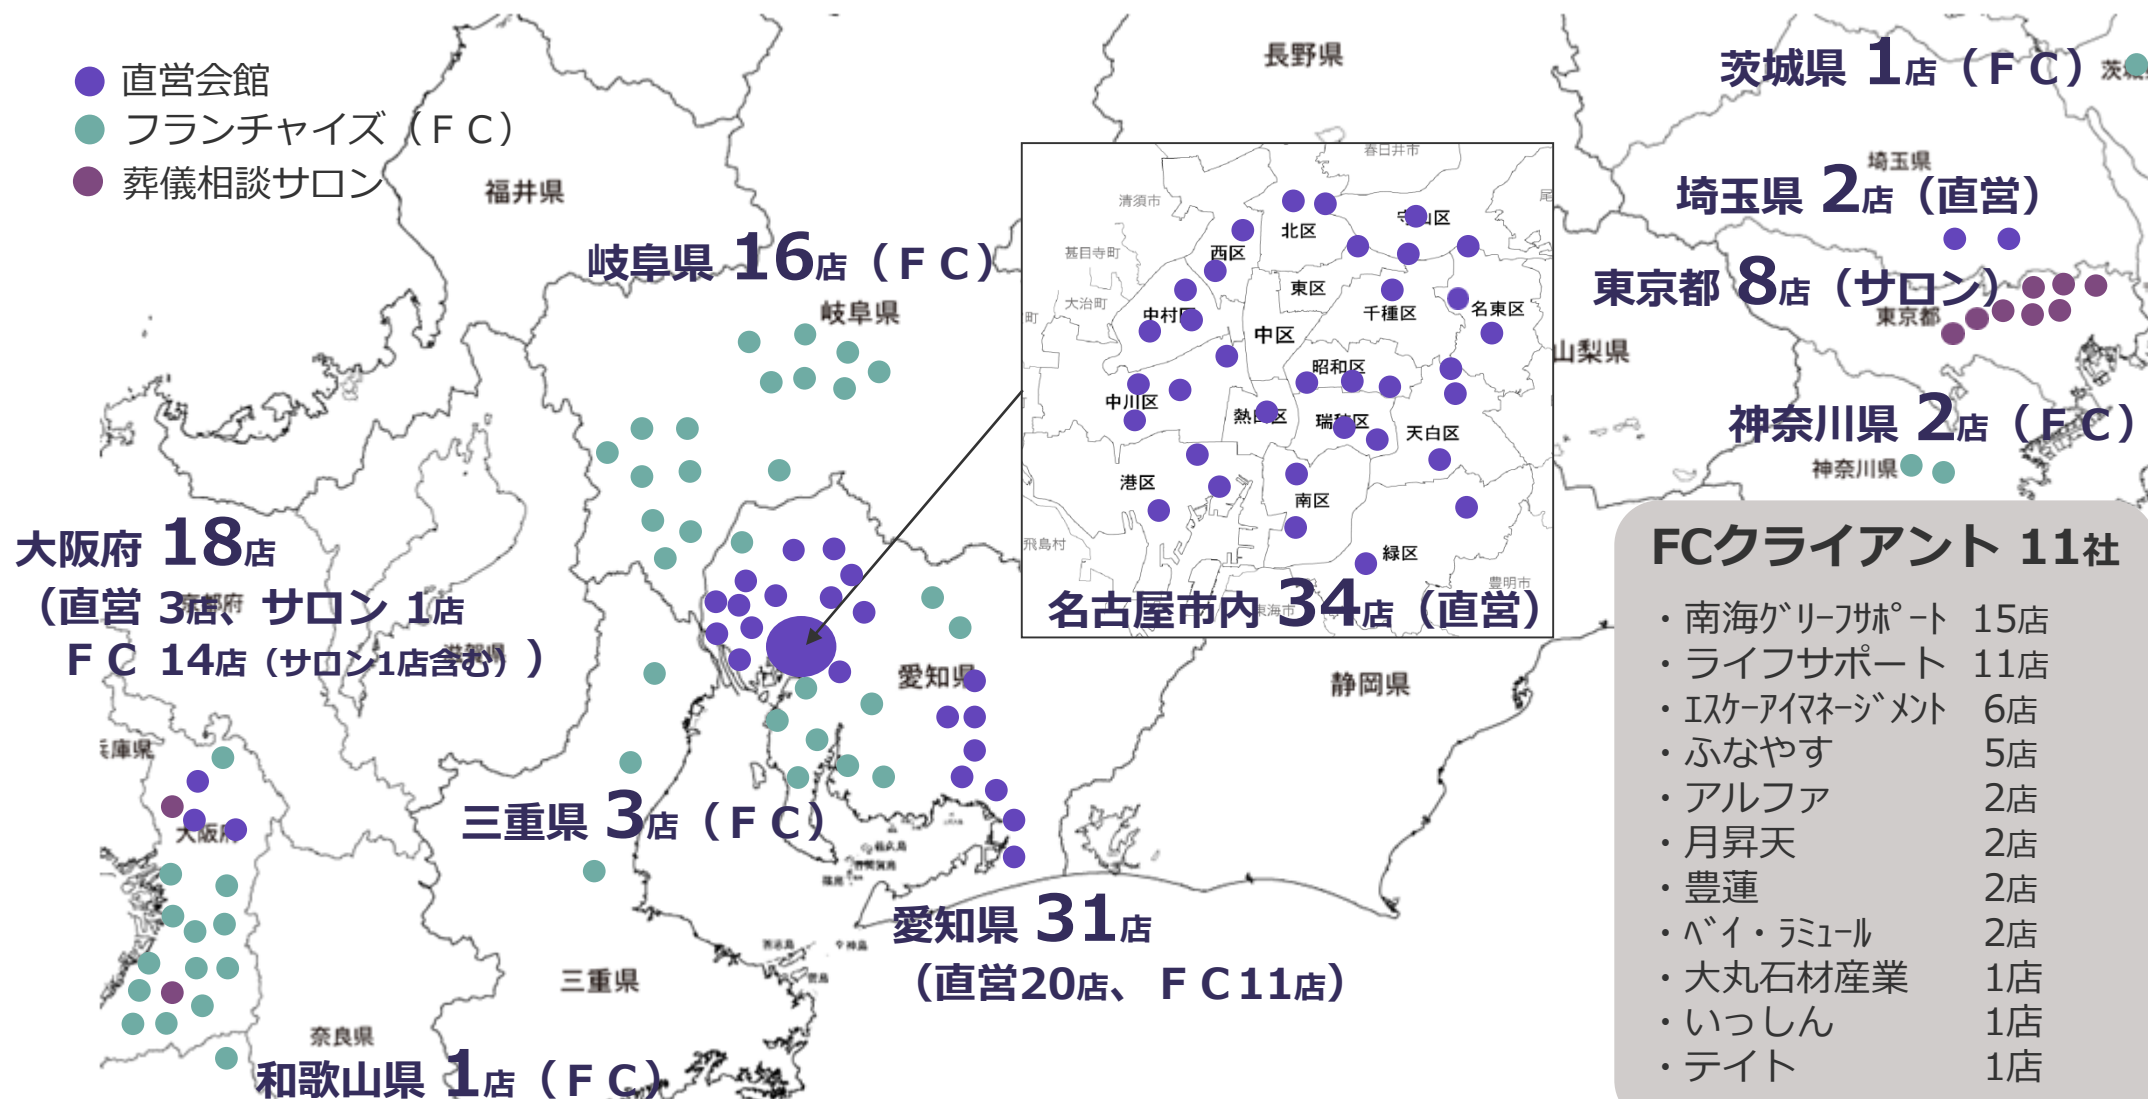 直営会館
フランチャイズ（ＦＣ）
葬儀相談サロン
長野県
茨城県 1店（ＦＣ）
福井県
岐阜県 16店（ＦＣ）
岐阜県
埼玉県
埼玉県 2店（直営）
東京都 8店（サロン）
東京都
山梨県
神奈川県 2店（ＦＣ）
神奈川県
春日井市
清須市
甚目寺町
大治町
町
尾
北区
守山区
西区
東区
中村区
千種区
名東区
中区
昭和区
中川区
熱田区
瑞穂区
天白区
港区
南区
緑区
飛島村
豊明市
東海市
名古屋市内 34店（直営）
大阪府 18店
（直営 3店、サロン 1店
ＦＣ 14店（サロン1店含む））
京都府
滋賀県
兵庫県
大阪府
愛知県
静岡県
三重県 3店（ＦＣ）
愛知県 31店
（直営20店、ＦＣ11店）
三重県
奈良県
和歌山県 1店（ＦＣ）
FCクライアント 11社
・南海ｸﾞﾘｰﾌｻﾎﾟｰﾄ 15店
・ライフサポート 11店
・ｴｽｹｰｱｲﾏﾈｰｼﾞﾒﾝﾄ 6店
・ふなやす 5店
・アルファ 2店
・月昇天 2店
・豊蓮 2店
・ﾍﾞｲ・ﾗﾐｭｰﾙ 2店
・大丸石材産業 1店
・いっしん 1店
・テイト 1店